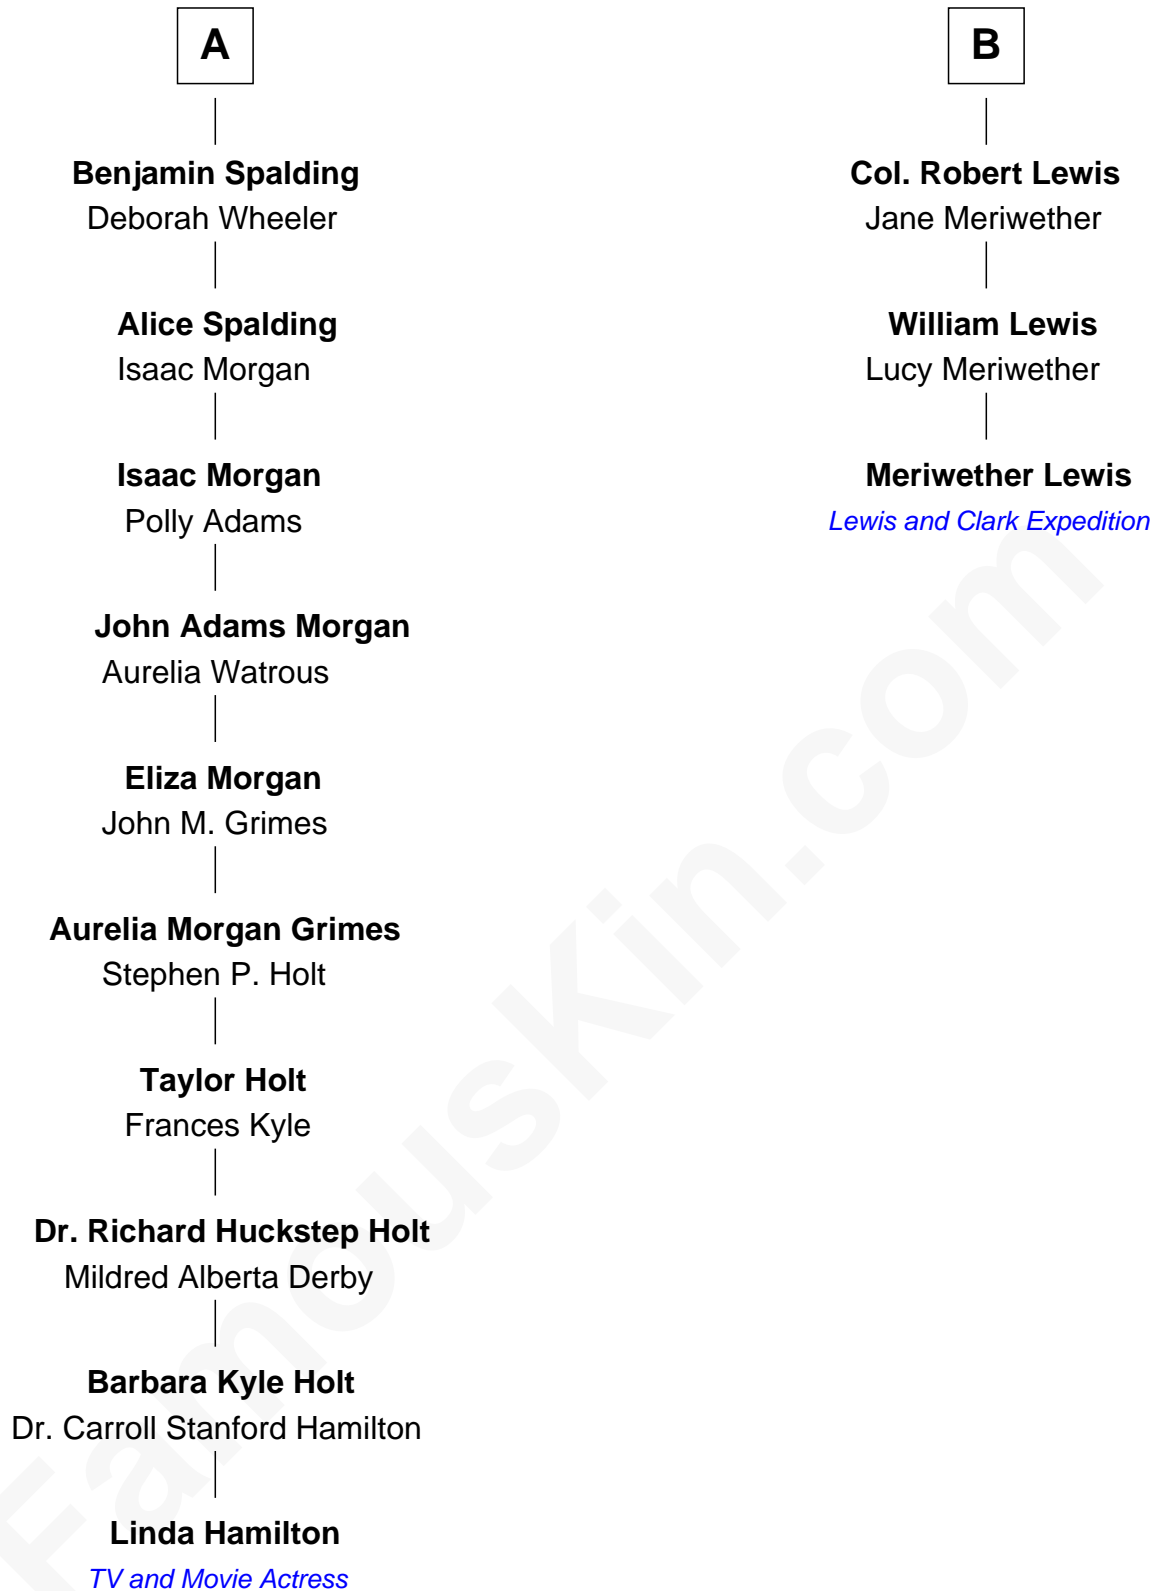 A
Benjamin Spalding
Deborah Wheeler
Alice Spalding
Isaac Morgan
Isaac Morgan
Polly Adams
John Adams Morgan
Aurelia Watrous
Eliza Morgan
John M. Grimes
Aurelia Morgan Grimes
Stephen P. Holt
Taylor Holt
Frances Kyle
Dr. Richard Huckstep Holt
Mildred Alberta Derby
Barbara Kyle Holt
Dr. Carroll Stanford Hamilton
Linda Hamilton
TV and Movie Actress
B
Col. Robert Lewis
Jane Meriwether
William Lewis
Lucy Meriwether
Meriwether Lewis
Lewis and Clark Expedition
FamousKin.com